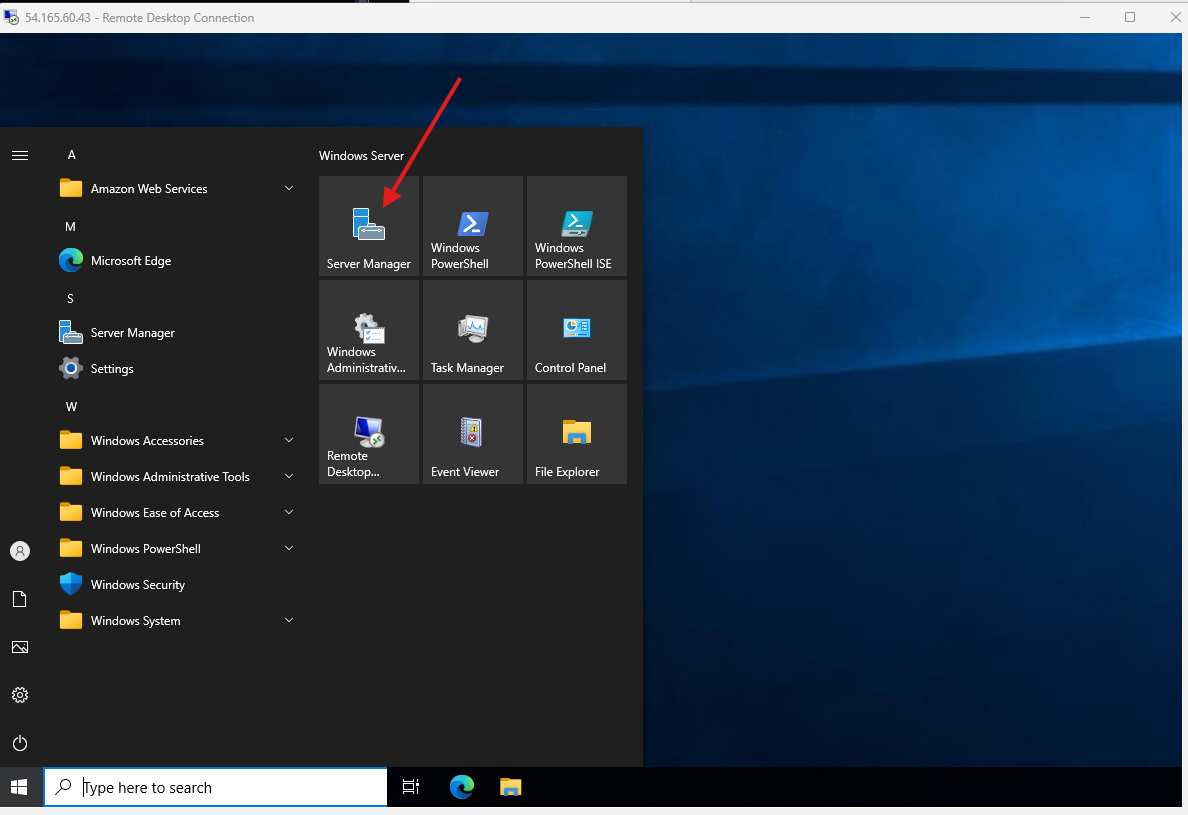 54.165.60.43 - Remote Desktop Connection
A
Amazon Web Services
M
Microsoft Edge
S
Server Manager
Settings
W
Windows Accessories
Windows Administrative Tools
Windows Ease of Access
Windows PowerShell
Windows Security
Windows System
Windows Server
Server Manager
Windows
PowerShell
Windows
PowerShell ISE
Windows
Administrativ...
Task Manager
Control Panel
Remote
Desktop...
Event Viewer
File Explorer
Type here to search